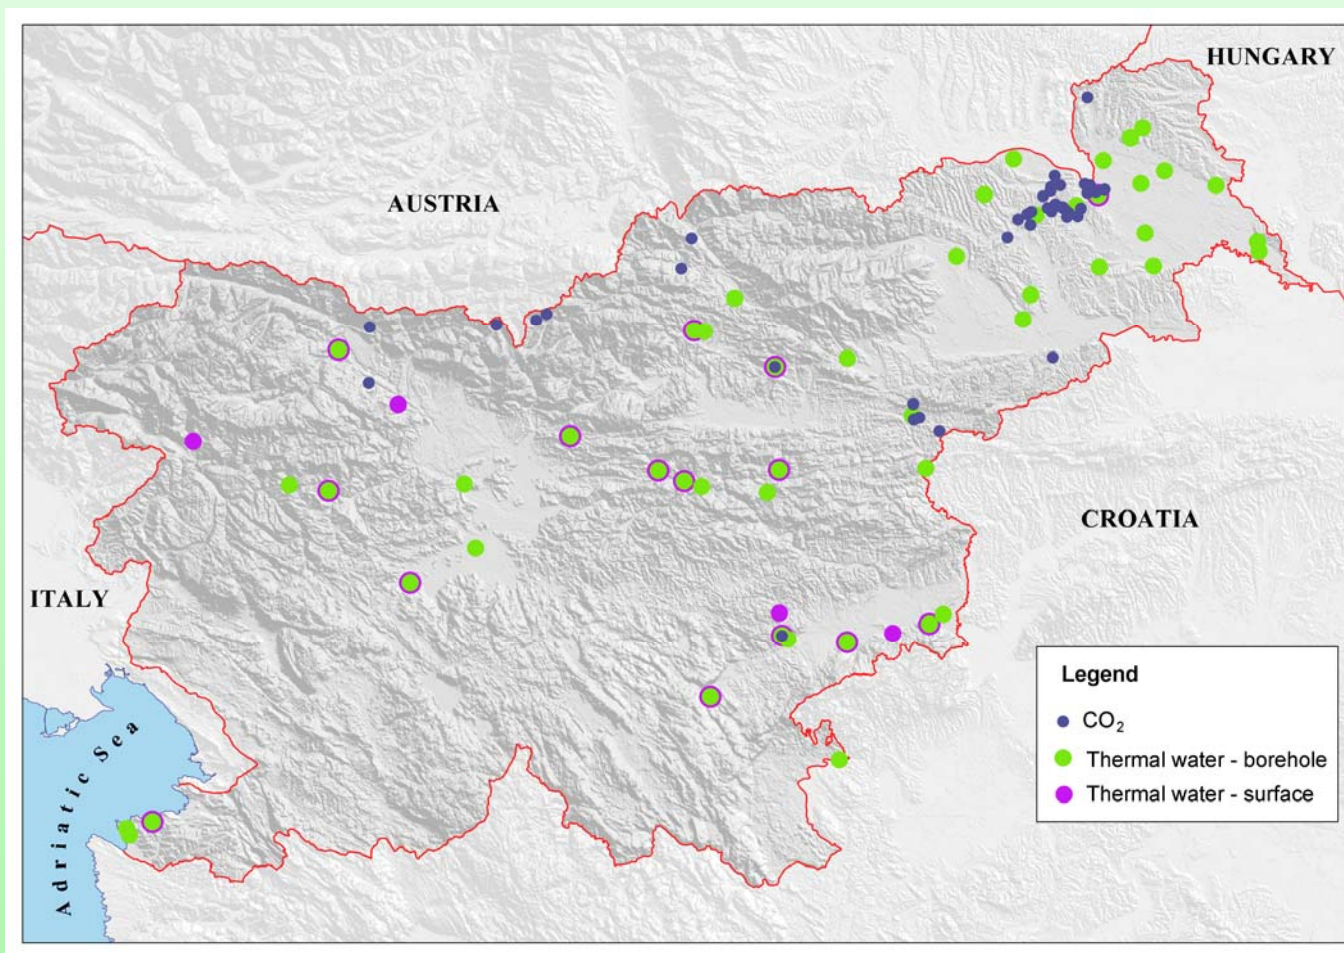 HUNGARY
AUSTRIA
CROATIA
ITALY
Adriatic Sea
Legend
CO₂
Thermal water - borehole
Thermal water - surface